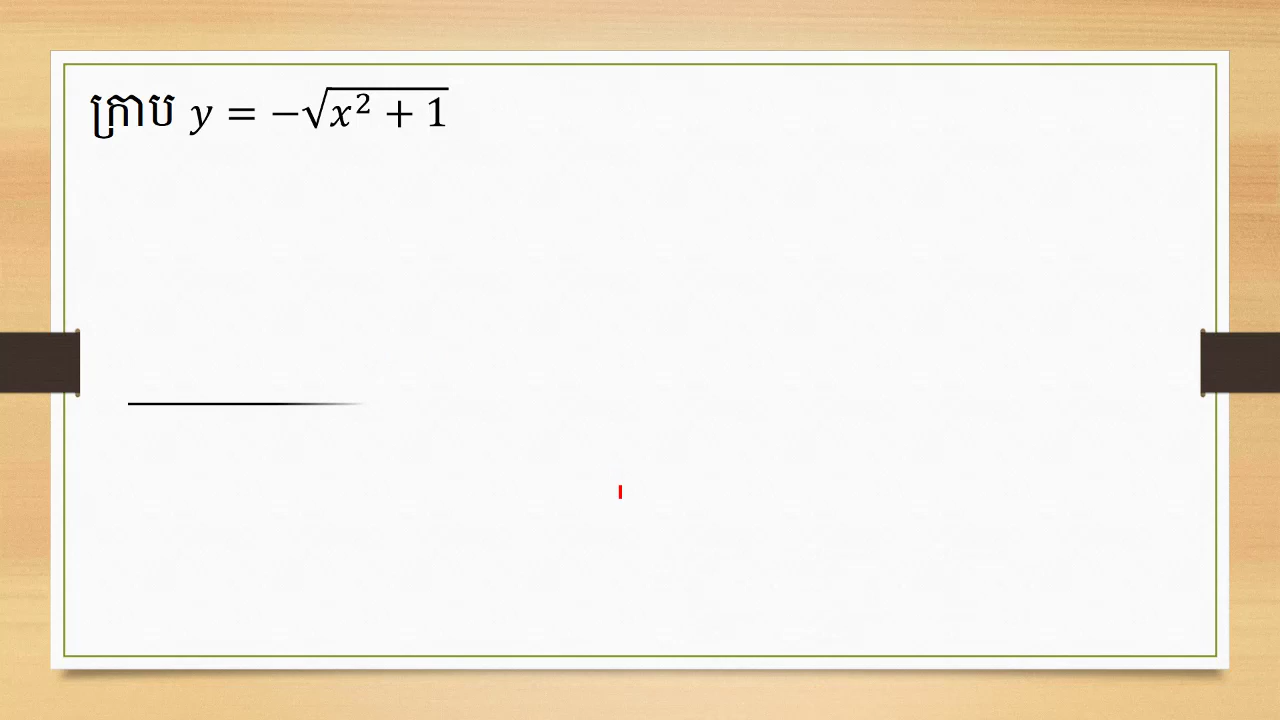 ក្រាប y = −√(x² + 1)